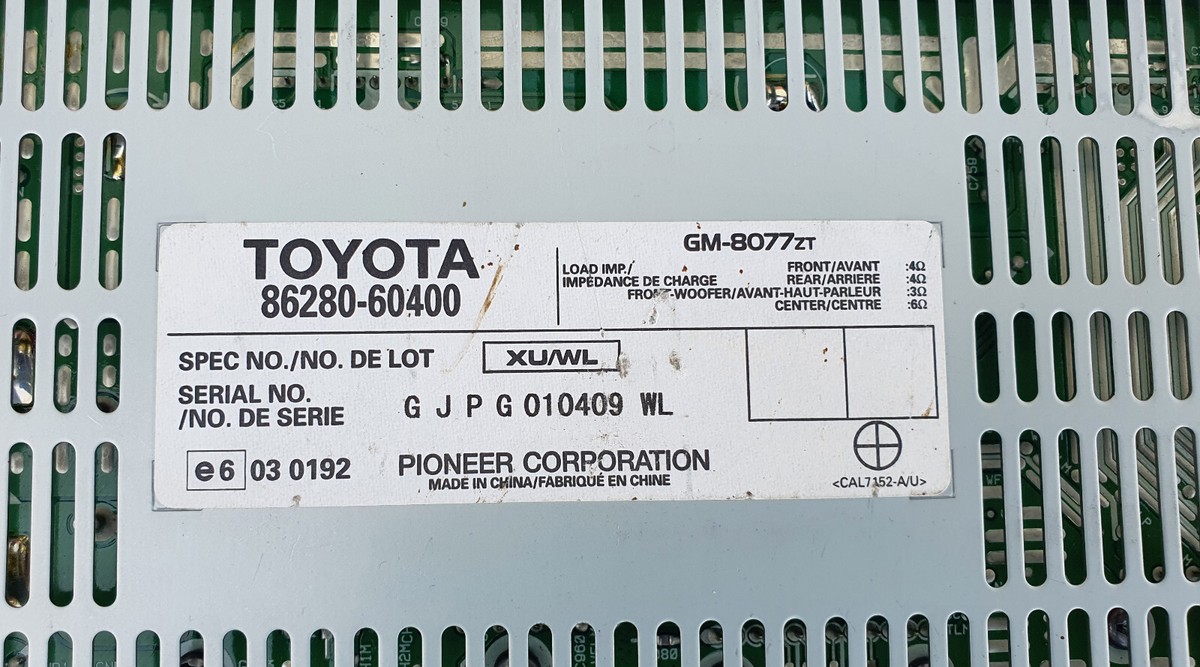 TOYOTA
86280-60400
GM-8077ZT
LOAD IMP./
IMPÉDANCE DE CHARGE
FRONT/AVANT :4Ω
REAR/ARRIERE :4Ω
FRONT-WOOFER/AVANT-HAUT-PARLEUR :3Ω
CENTER/CENTRE :6Ω
SPEC NO./NO. DE LOT XU/WL
SERIAL NO.
/NO. DE SERIE
G J P G 010409 WL
e6 03 0192
PIONEER CORPORATION
MADE IN CHINA/FABRIQUÉ EN CHINE
<CAL7152-A/U>
C759